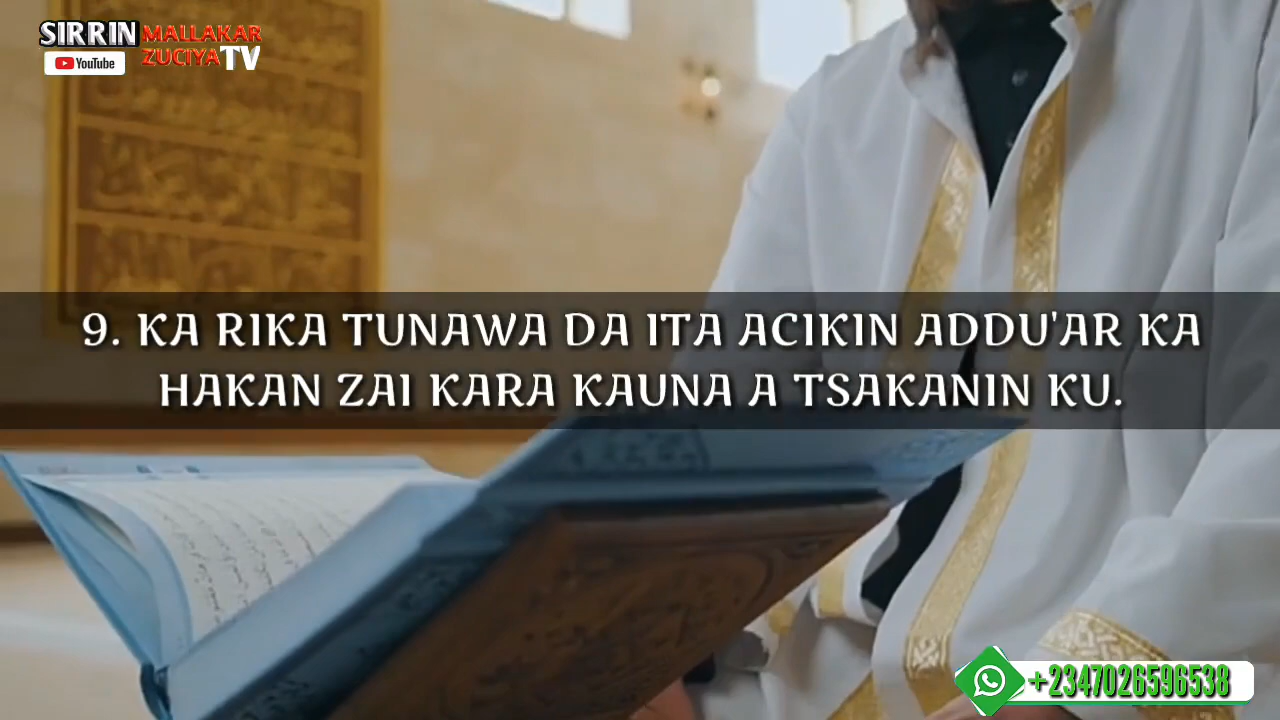 SIRRIN MALLAKAR
ZUCIYA TV
YouTube
9. KA RIKA TUNAWA DA ITA ACIKIN ADDU'AR KA
HAKAN ZAI KARA KAUNA A TSAKANIN KU.
+2347026596538